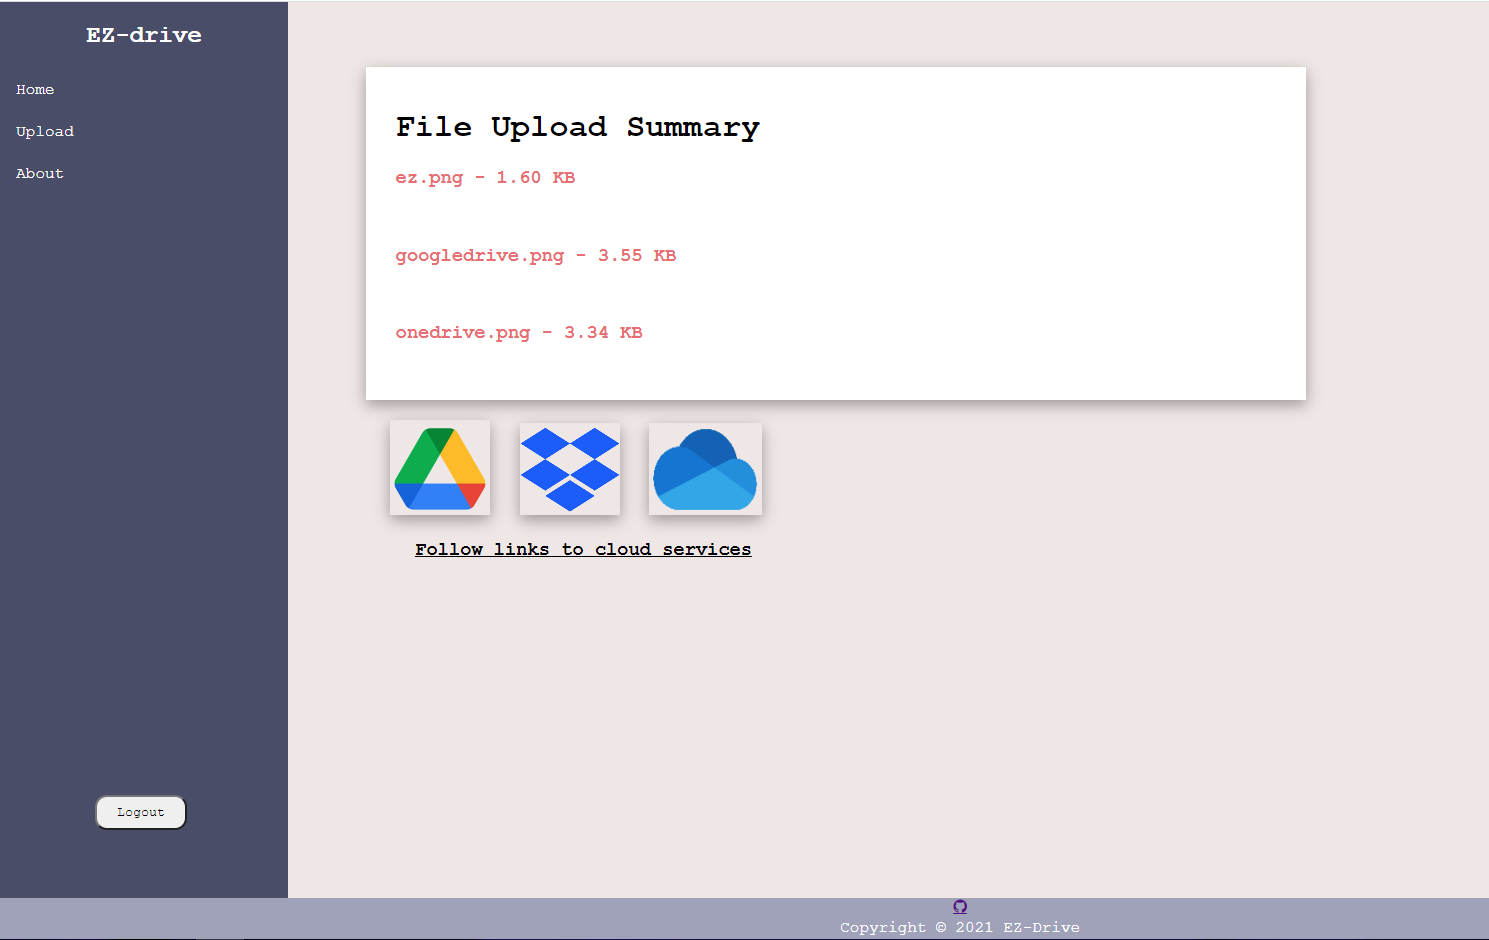 EZ-drive
Home
Upload
About
Logout
File Upload Summary
ez.png - 1.60 KB
googledrive.png - 3.55 KB
onedrive.png - 3.34 KB
Follow links to cloud services
Copyright © 2021 EZ-Drive